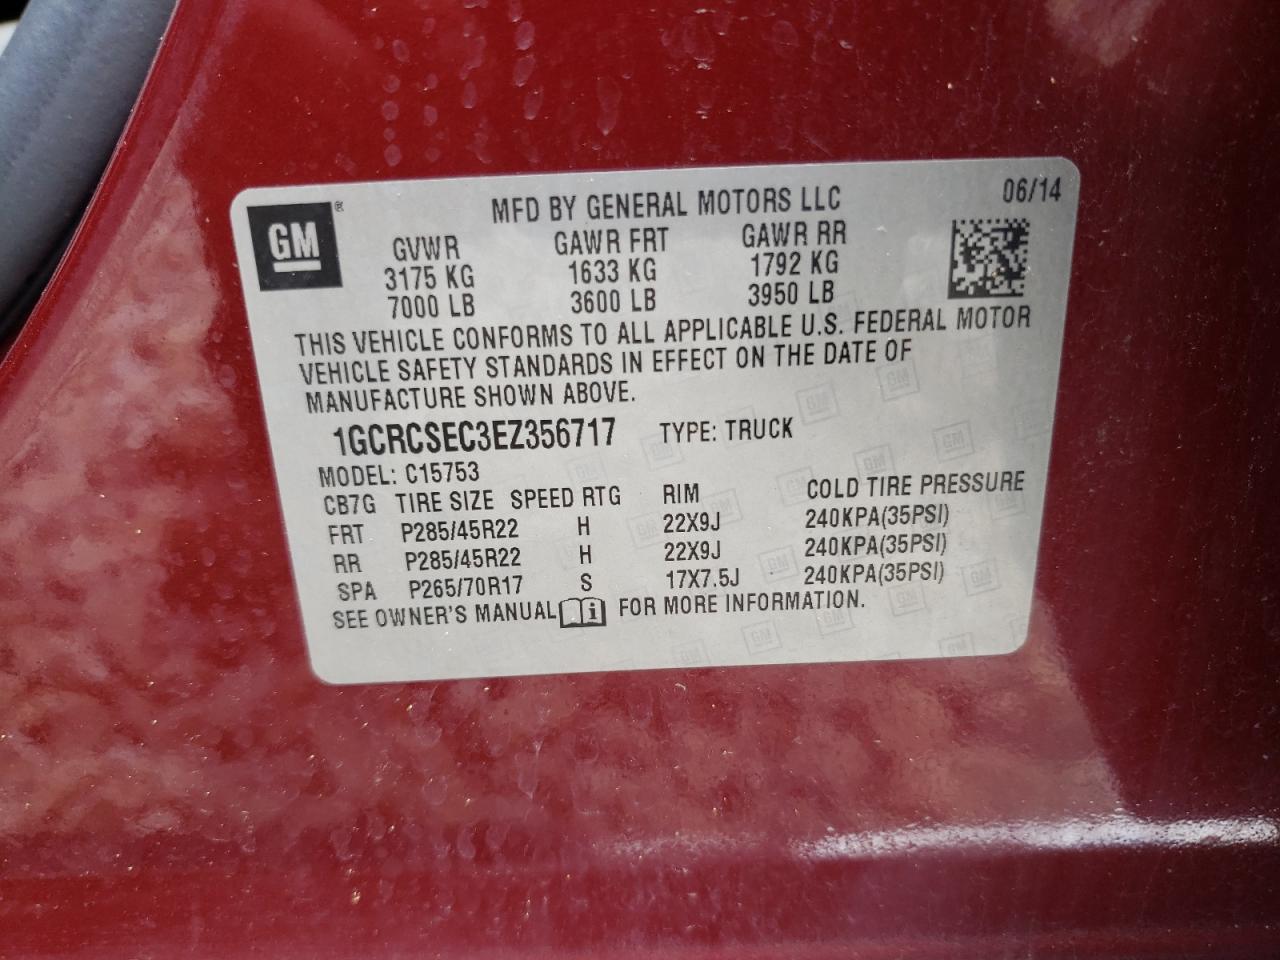 GM ®
MFD BY GENERAL MOTORS LLC 06/14
GVWR GAWR FRT GAWR RR
3175 KG 1633 KG 1792 KG
7000 LB 3600 LB 3950 LB
THIS VEHICLE CONFORMS TO ALL APPLICABLE U.S. FEDERAL MOTOR
VEHICLE SAFETY STANDARDS IN EFFECT ON THE DATE OF
MANUFACTURE SHOWN ABOVE.
1GCRCSEC3EZ356717 TYPE: TRUCK
MODEL: C15753
CB7G TIRE SIZE SPEED RTG RIM COLD TIRE PRESSURE
FRT P285/45R22 H 22X9J 240KPA(35PSI)
RR P285/45R22 H 22X9J 240KPA(35PSI)
SPA P265/70R17 S 17X7.5J 240KPA(35PSI)
SEE OWNER'S MANUAL i FOR MORE INFORMATION.